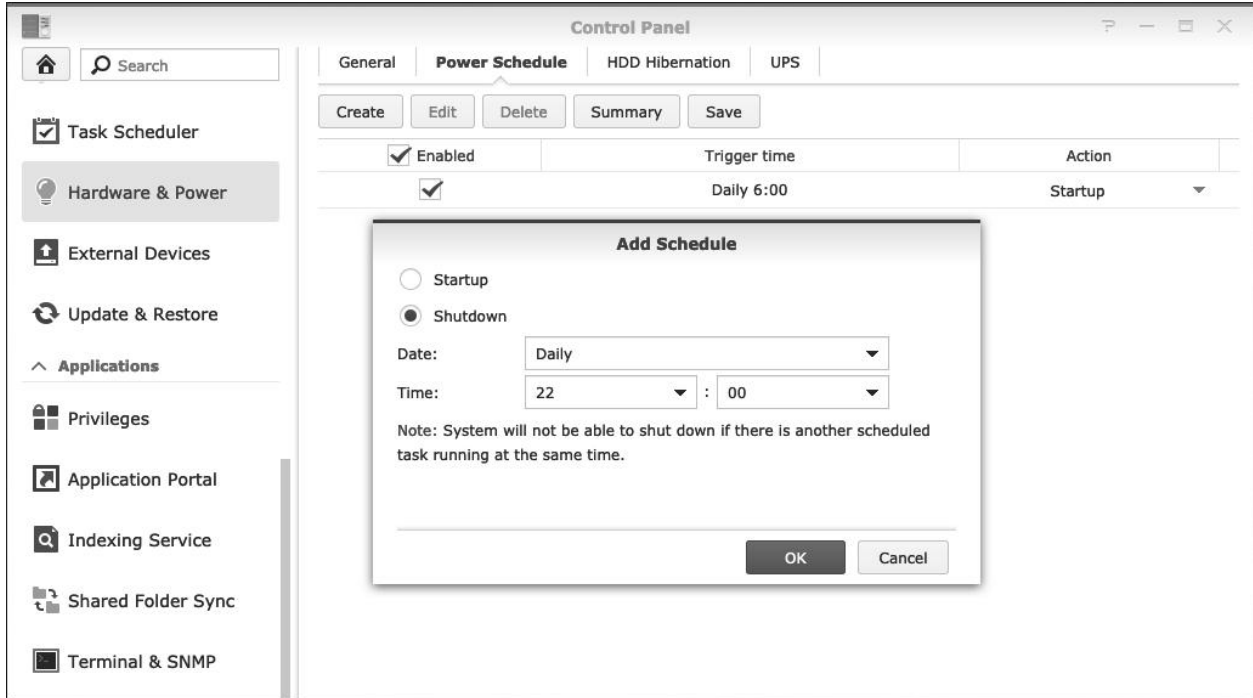 Control Panel
Search
General
Power Schedule
HDD Hibernation
UPS
Create
Edit
Delete
Summary
Save
Enabled
Trigger time
Action
Daily 6:00
Startup
Task Scheduler
Hardware & Power
External Devices
Update & Restore
Applications
Privileges
Application Portal
Indexing Service
Shared Folder Sync
Terminal & SNMP
Add Schedule
Startup
Shutdown
Date: Daily
Time: 22 : 00
Note: System will not be able to shut down if there is another scheduled
task running at the same time.
OK
Cancel